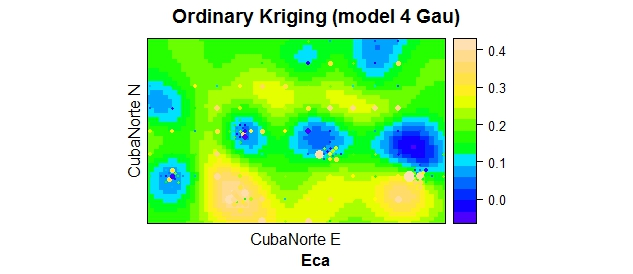 Ordinary Kriging (model 4 Gau)
CubaNorte N
0.4
0.3
0.2
0.1
0.0
CubaNorte E
Eca